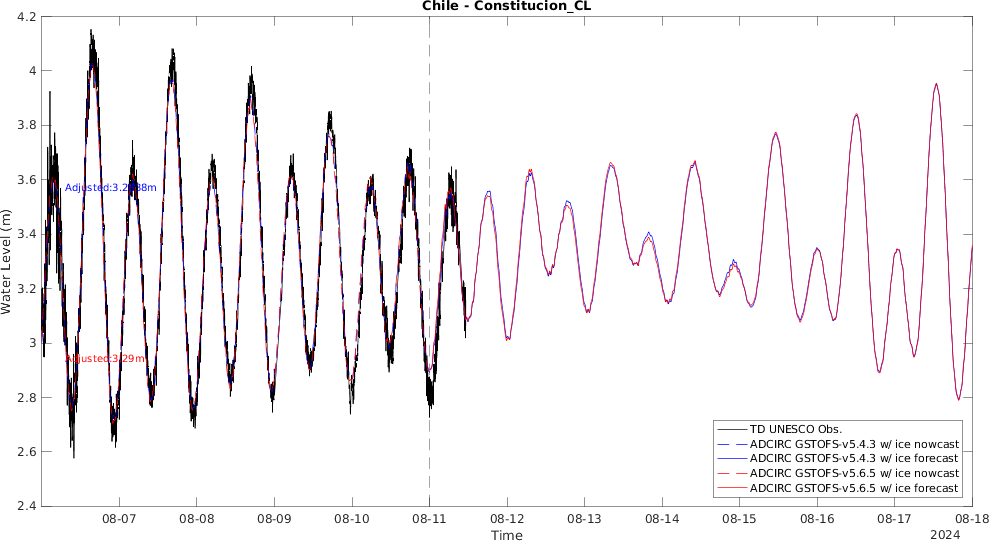 Chile - Constitucion_CL
Water Level (m)
4.2
4
3.8
3.6
3.4
3.2
3
2.8
2.6
2.4
Adjusted:3.2
Adjusted:3.29m
TD UNESCO Obs.
ADCIRC GSTOFS-v5.4.3 w/ ice nowcast
ADCIRC GSTOFS-v5.4.3 w/ ice forecast
ADCIRC GSTOFS-v5.6.5 w/ ice nowcast
ADCIRC GSTOFS-v5.6.5 w/ ice forecast
08-07 08-08 08-09 08-10 08-11 08-12 08-13 08-14 08-15 08-16 08-17 08-18
Time
2024